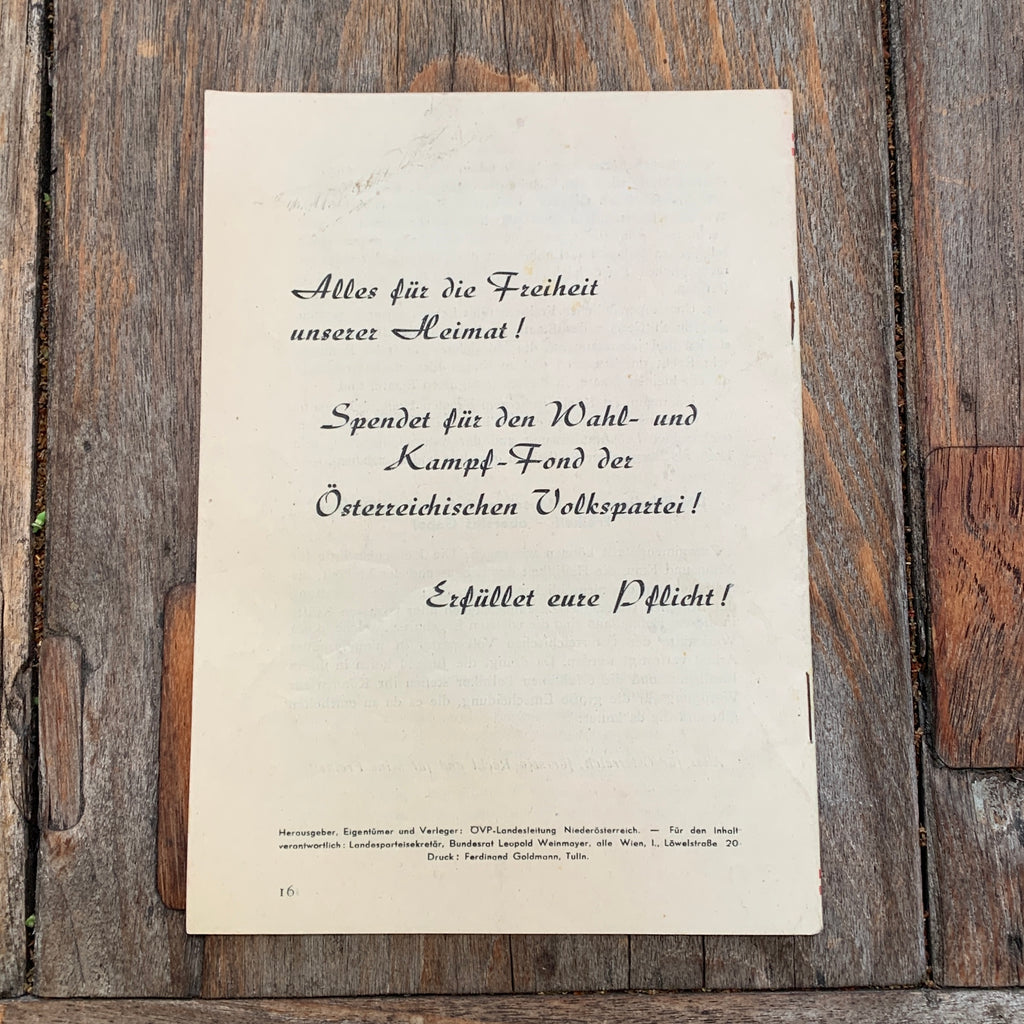 Alles für die Freiheit
unserer Heimat!
Spendet für den Wahl- und
Kampf-Fond der
Österreichischen Volkspartei!
Erfüllet eure Pflicht!
Herausgeber, Eigentümer und Verleger: ÖVP-Landesleitung Niederösterreich. — Für den Inhalt
verantwortlich: Landesparteisekretär, Bundesrat Leopold Weinmayer, alle Wien, I., Löwelstraße 20
Druck: Ferdinand Goldmann, Tulln.
16